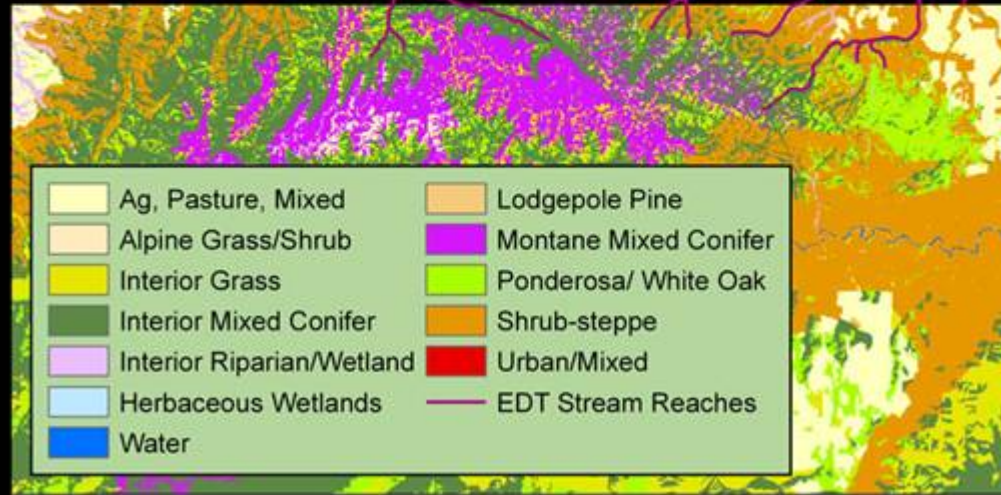 Ag, Pasture, Mixed
Alpine Grass/Shrub
Interior Grass
Interior Mixed Conifer
Interior Riparian/Wetland
Herbaceous Wetlands
Water
Lodgepole Pine
Montane Mixed Conifer
Ponderosa/ White Oak
Shrub-steppe
Urban/Mixed
EDT Stream Reaches